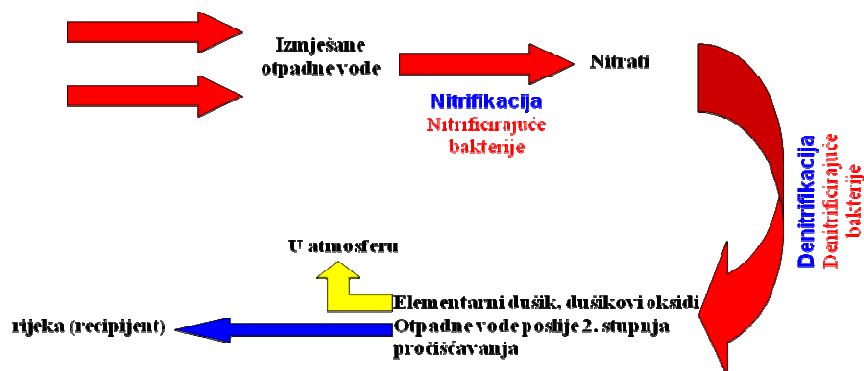 Izmješane
otpadne vode
Nitrati
Nitrifikacija
Nitrificirajuće
bakterije
Denitrifikacija
Denitrificirajuće
bakterije
U atmosferu
Elementarni dušik, dušikovi oksidi
rijeka (recipijent)
Otpadne vode poslije 2. stupnja
pročišćavanja